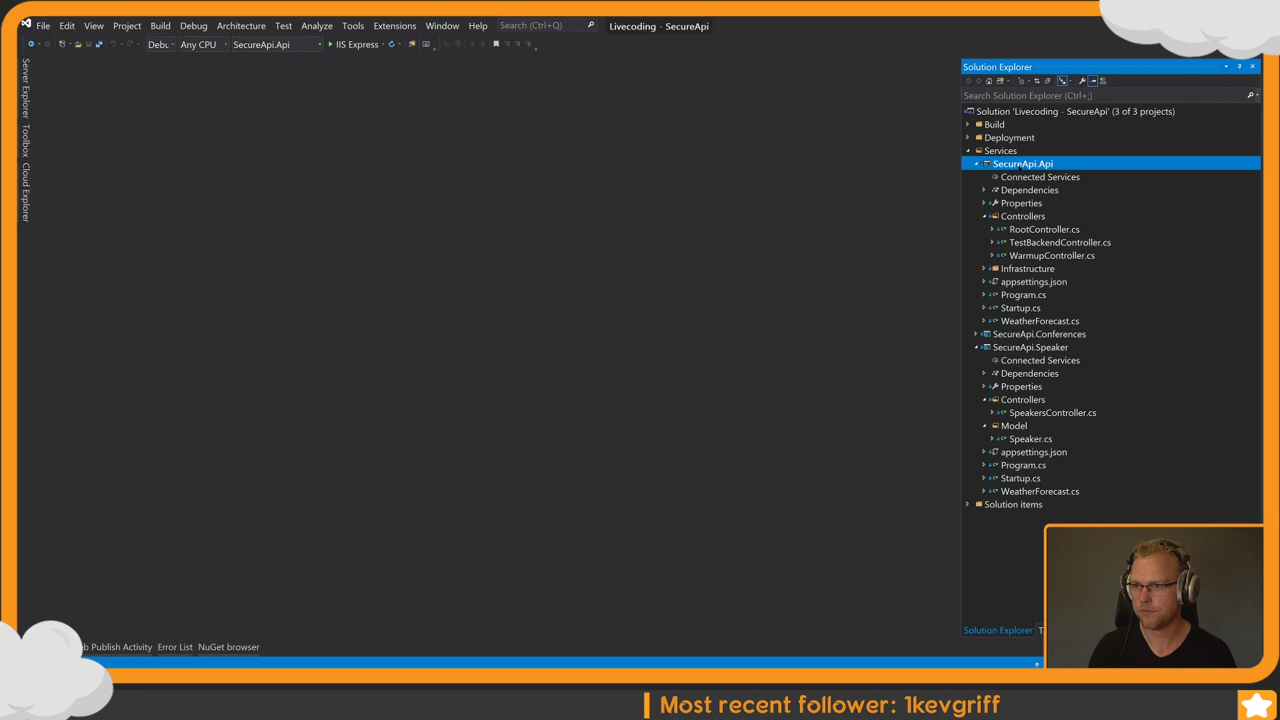 File Edit View Project Build Debug Architecture Test Analyze Tools Extensions Window Help Search (Ctrl+Q) Livecoding - SecureApi
Debu Any CPU SecureApi.Api IIS Express
Server Explorer
Toolbox
Cloud Explorer
Solution Explorer
Search Solution Explorer (Ctrl+;)
Solution 'Livecoding - SecureApi' (3 of 3 projects)
Build
Deployment
Services
SecureApi.Api
Connected Services
Dependencies
Properties
Controllers
RootController.cs
TestBackendController.cs
WarmupController.cs
Infrastructure
appsettings.json
Program.cs
Startup.cs
WeatherForecast.cs
SecureApi.Conferences
SecureApi.Speaker
Connected Services
Dependencies
Properties
Controllers
SpeakersController.cs
Model
Speaker.cs
appsettings.json
Program.cs
Startup.cs
WeatherForecast.cs
Solution items
Solution Explorer T
b Publish Activity Error List NuGet browser
Most recent follower: 1kevgriff